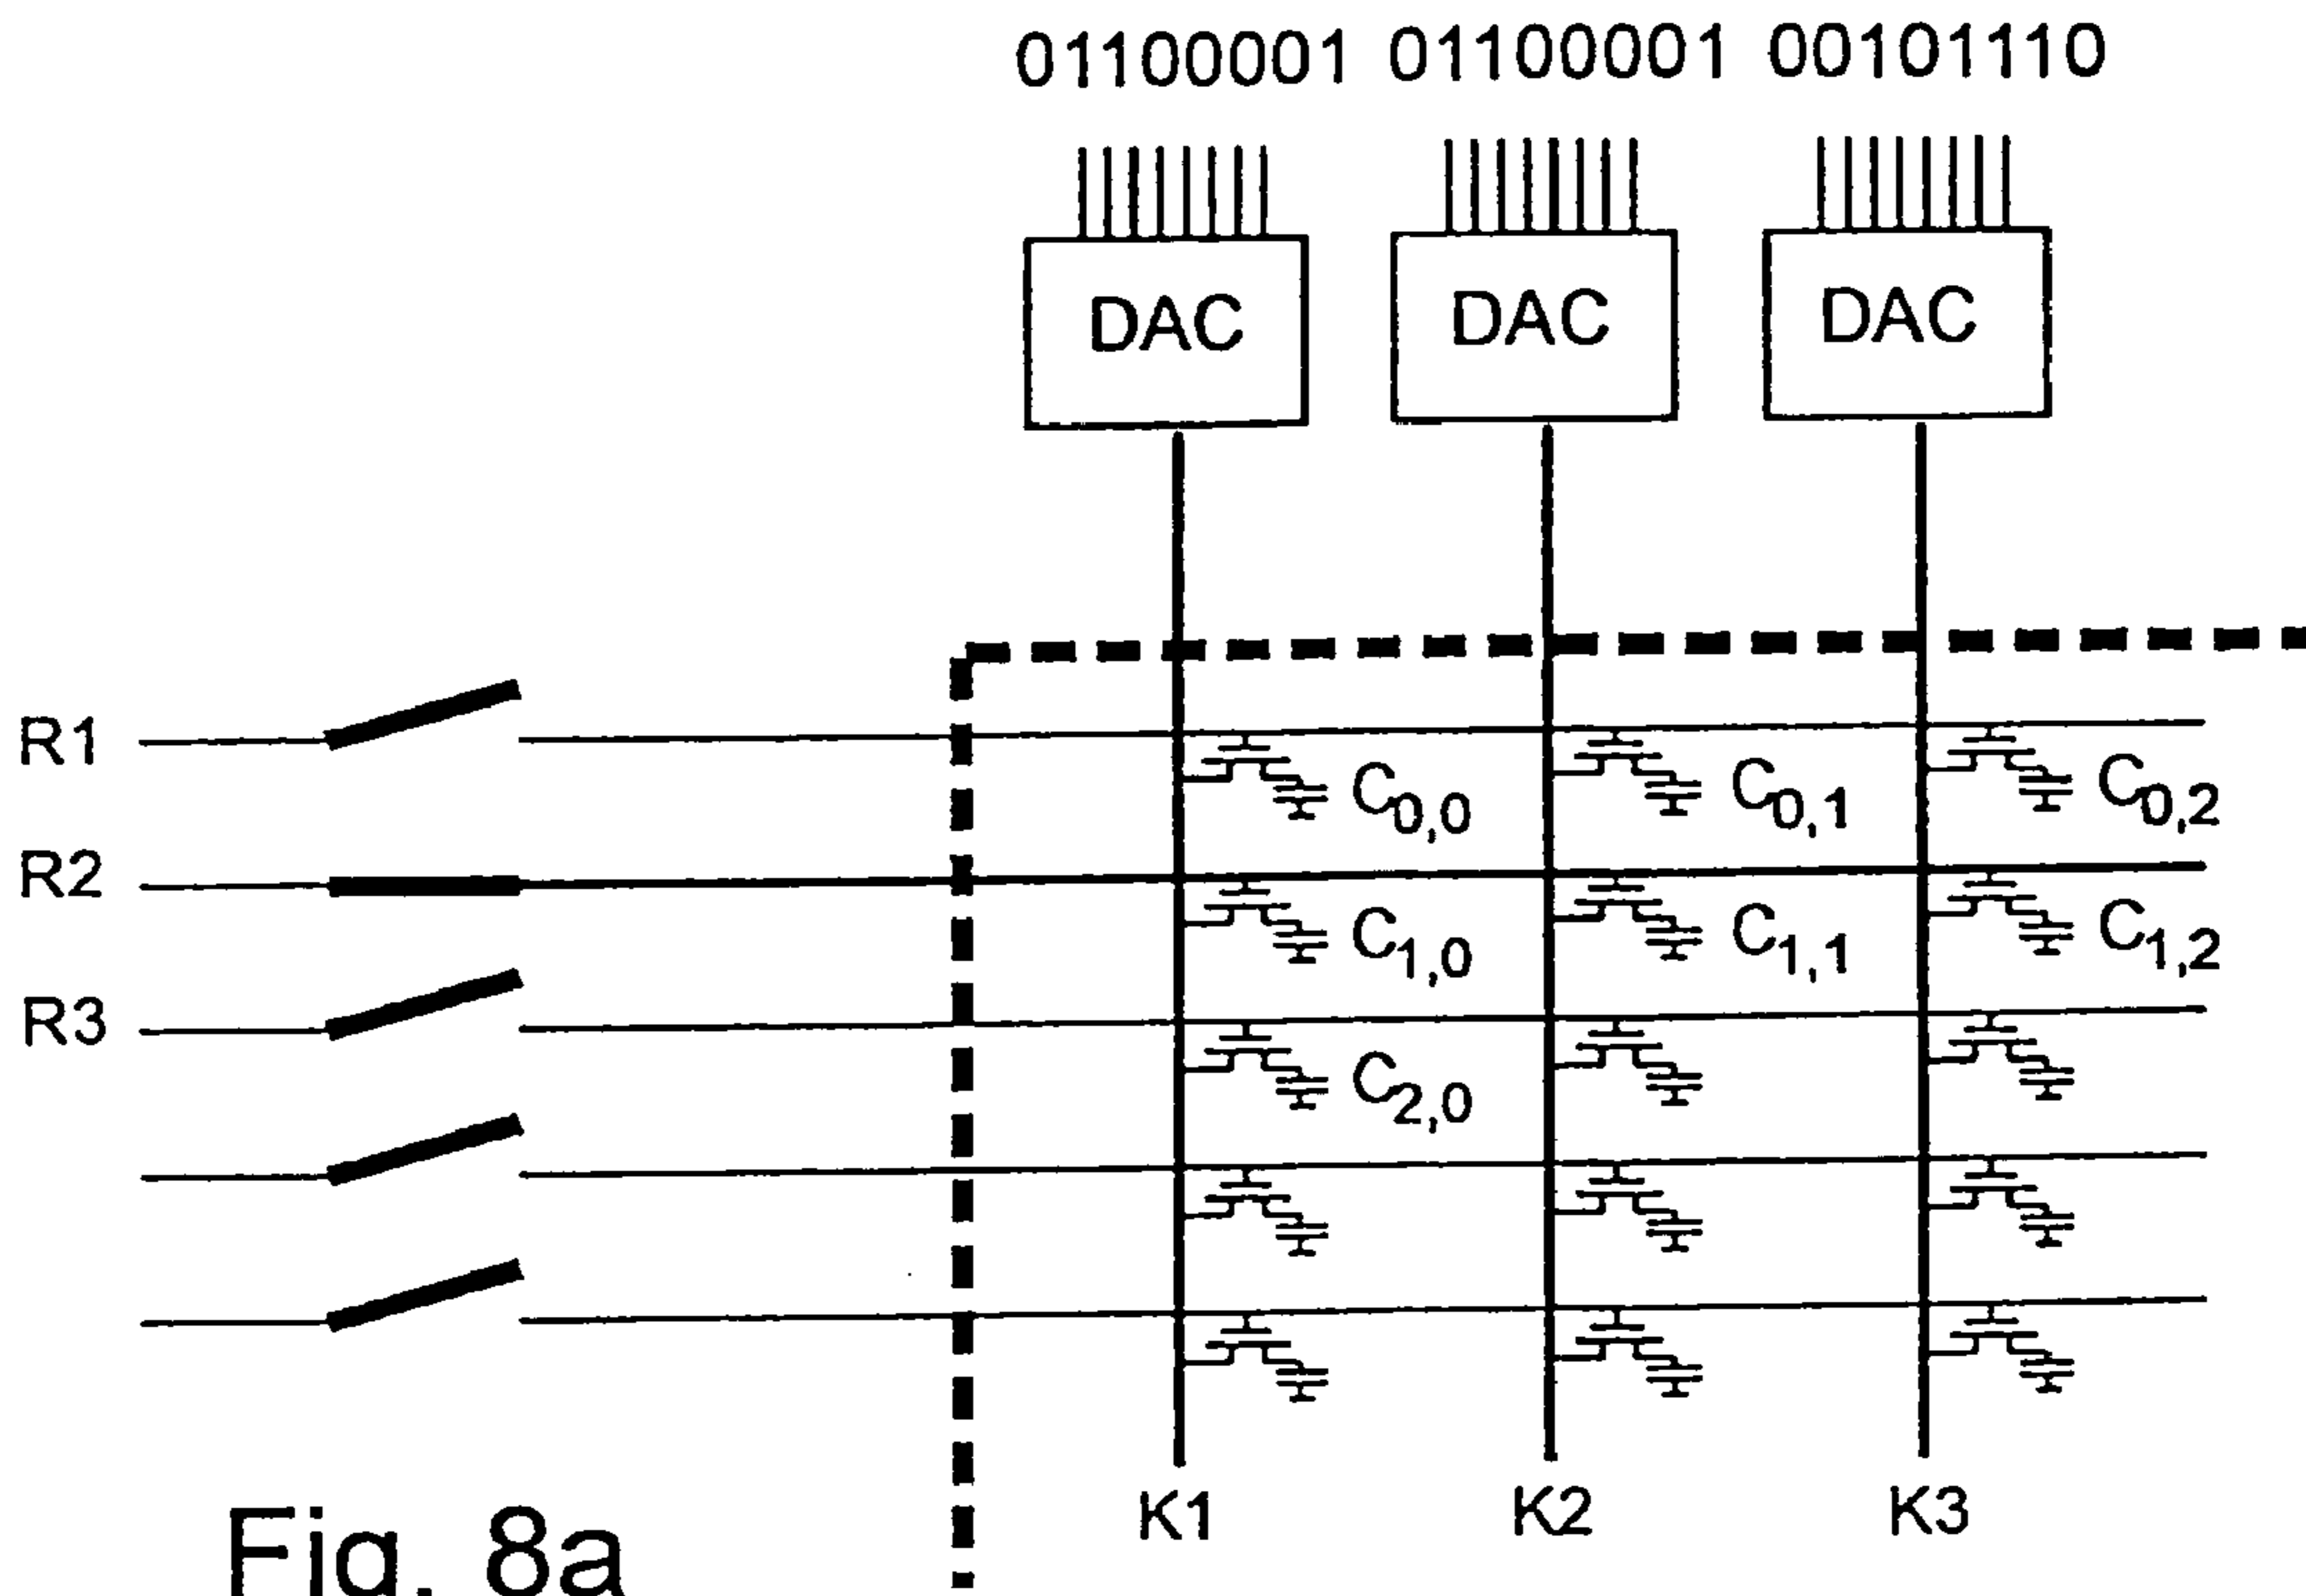 01100001 01100001 00101110
DAC DAC DAC
R1
C0,0 C0,1 C0,2
R2
C1,0 C1,1 C1,2
R3
C2,0
K1 K2 K3
Fig. 8a